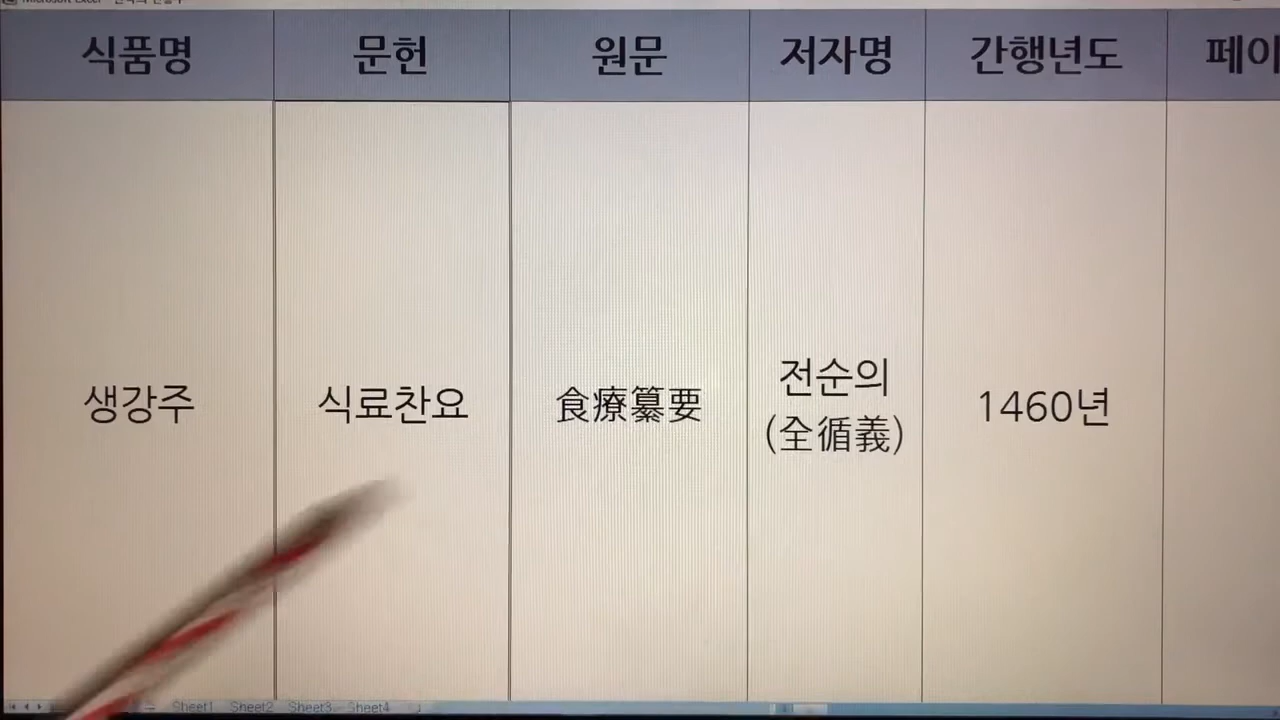 식품명 문헌 원문 저자명 간행년도
생강주 식료찬요 食療纂要 전순의 (全循義) 1460년
Sheet1 Sheet2 Sheet3 Sheet4